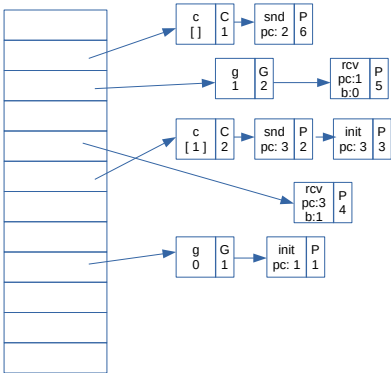 c
[ ]
C
1
snd
pc: 2
P
6
g
1
G
2
rcv
pc:1
b:0
P
5
c
[ 1 ]
C
2
snd
pc: 3
P
2
init
pc: 3
P
3
rcv
pc:3
b:1
P
4
g
0
G
1
init
pc: 1
P
1